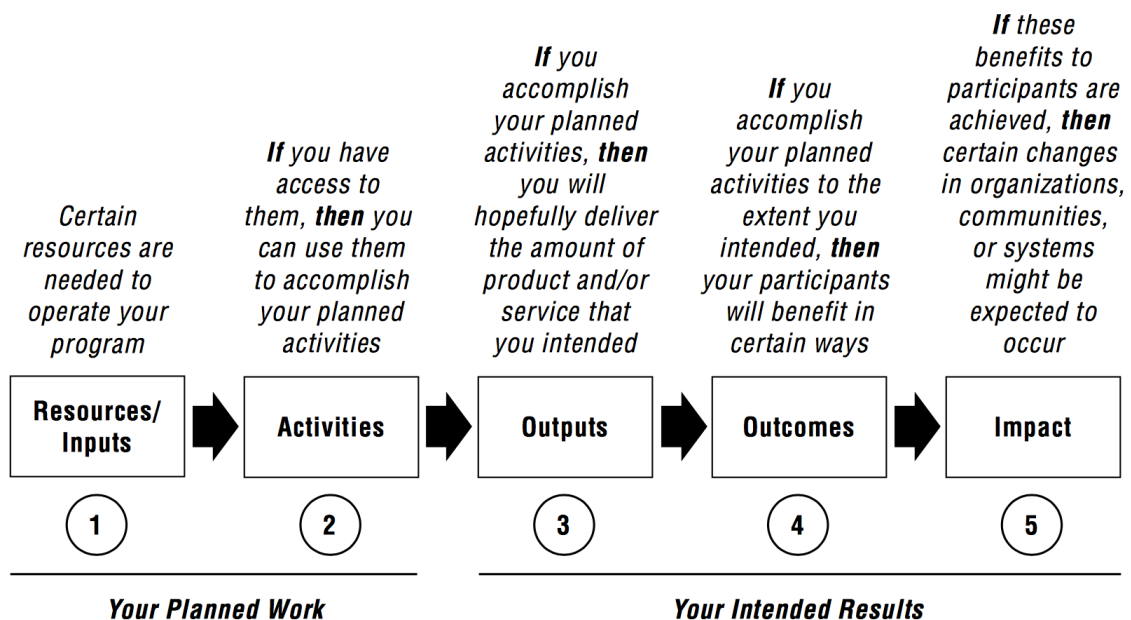 Certain
resources are
needed to
operate your
program
If you have
access to
them, then you
can use them
to accomplish
your planned
activities
If you
accomplish
your planned
activities, then
you will
hopefully deliver
the amount of
product and/or
service that
you intended
If you
accomplish
your planned
activities to the
extent you
intended, then
your participants
will benefit in
certain ways
If these
benefits to
participants are
achieved, then
certain changes
in organizations,
communities,
or systems
might be
expected to
occur
Resources/
Inputs
Activities
Outputs
Outcomes
Impact
1
2
3
4
5
Your Planned Work
Your Intended Results